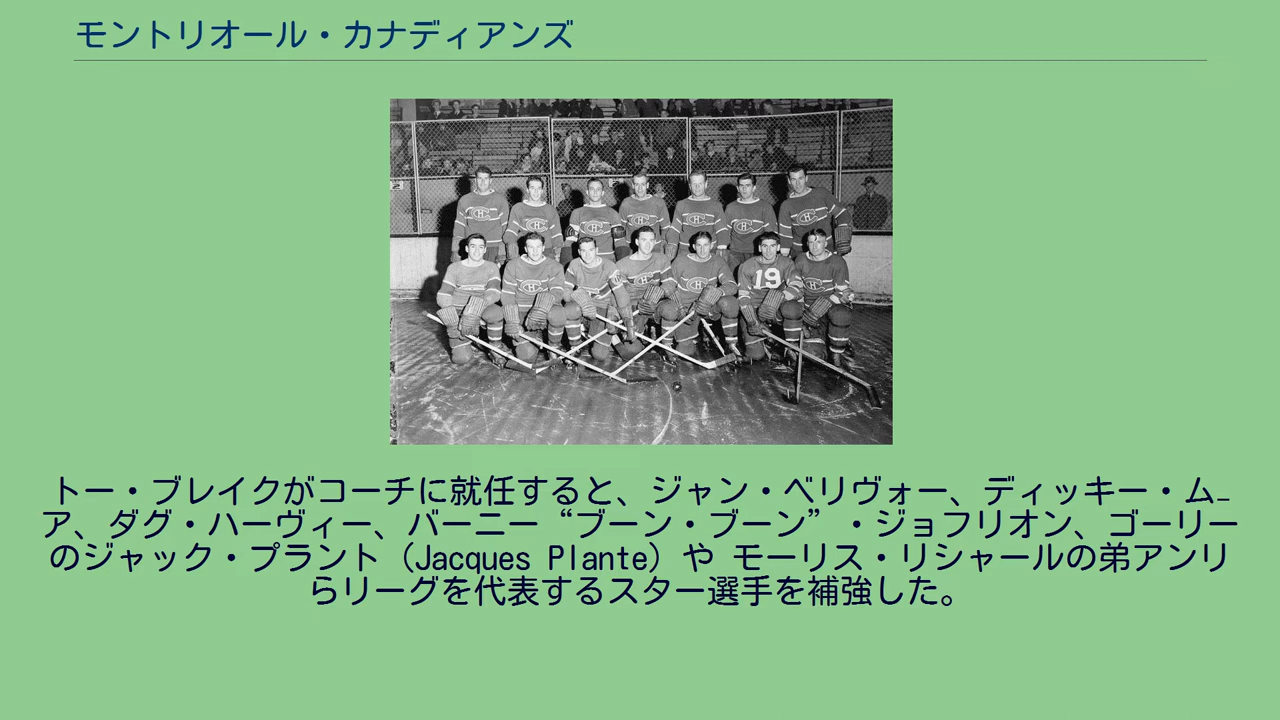 モントリオール・カナディアンズ
19
トー・ブレイクがコーチに就任すると、ジャン・ベリヴォー、ディッキー・ム–
ア、ダグ・ハーヴィー、バーニー “ブーン・ブーン” ・ジョフリオン、ゴーリー
のジャック・プラント (Jacques Plante) や モーリス・リシャールの弟アンリ
らリーグを代表するスター選手を補強した。